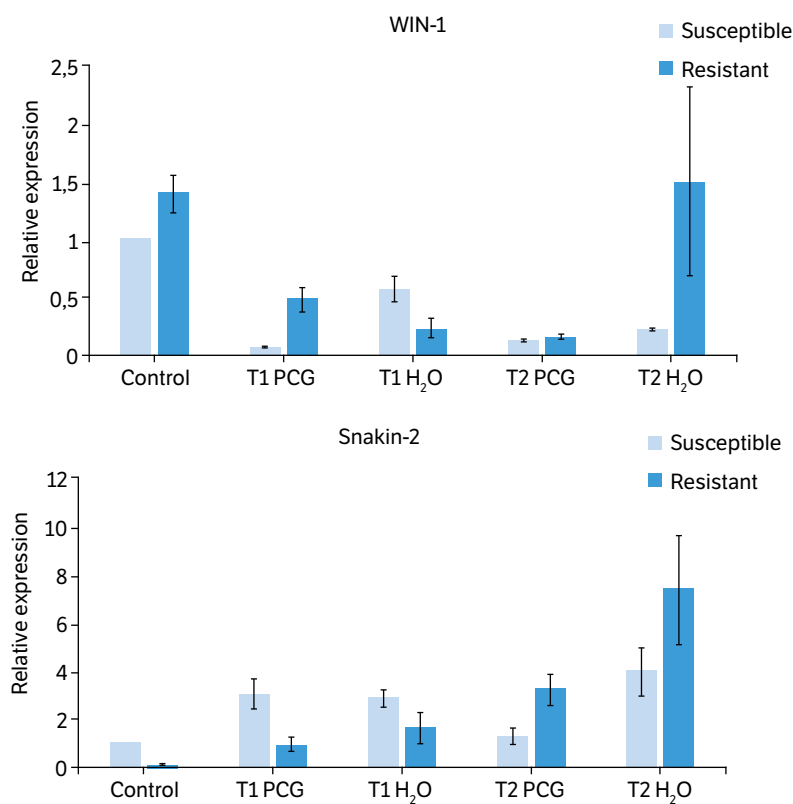 WIN-1
Susceptible
Resistant
Relative expression
2,5
2
1,5
1
0,5
0
Control
T1 PCG
T1 H₂O
T2 PCG
T2 H₂O
Snakin-2
Susceptible
Resistant
Relative expression
12
10
8
6
4
2
0
Control
T1 PCG
T1 H₂O
T2 PCG
T2 H₂O